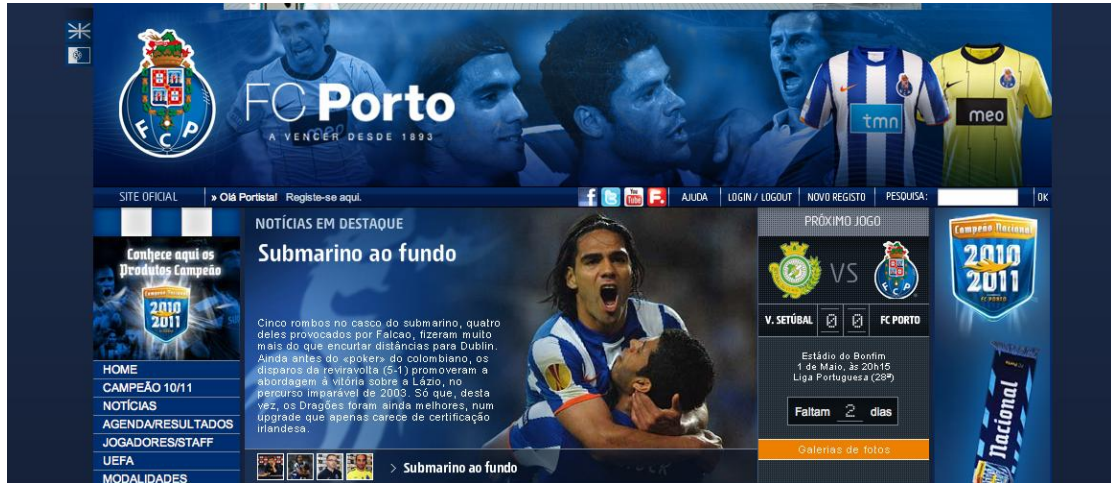 FC Porto
A VENCER DESDE 1893
FCP
tmn
meo
SITE OFICIAL
» Olá Portista! Registe-se aqui.
f
You Tube
F.
AJUDA
LOGIN / LOGOUT
NOVO REGISTO
PESQUISA:
OK
Conhece aqui os
Produtos Campeão
Campeão Nacional
2010
2011
HOME
CAMPEÃO 10/11
NOTÍCIAS
AGENDA/RESULTADOS
JOGADORES/STAFF
UEFA
MODALIDADES
NOTÍCIAS EM DESTAQUE
Submarino ao fundo
Cinco rombos no casco do submarino, quatro
deles provocados por Falcao, fizeram muito
mais do que encurtar distâncias para Dublin.
Ainda antes do «poker» do colombiano, os
disparos da reviravolta (5-1) promoveram a
abordagem à vitória sobre a Lázio, no
percurso imparável de 2003. Só que, desta
vez, os Dragões foram ainda melhores, num
upgrade que apenas carece de certificação
irlandesa.
> Submarino ao fundo
PRÓXIMO JOGO
VS
V. SETÚBAL 0 0 FC PORTO
Estádio do Bonfim
1 de Maio, às 20h15
Liga Portuguesa (28ª)
Faltam 2 dias
Galerias de fotos
Campeão Nacional
2010
2011
FC PORTO
Nacional